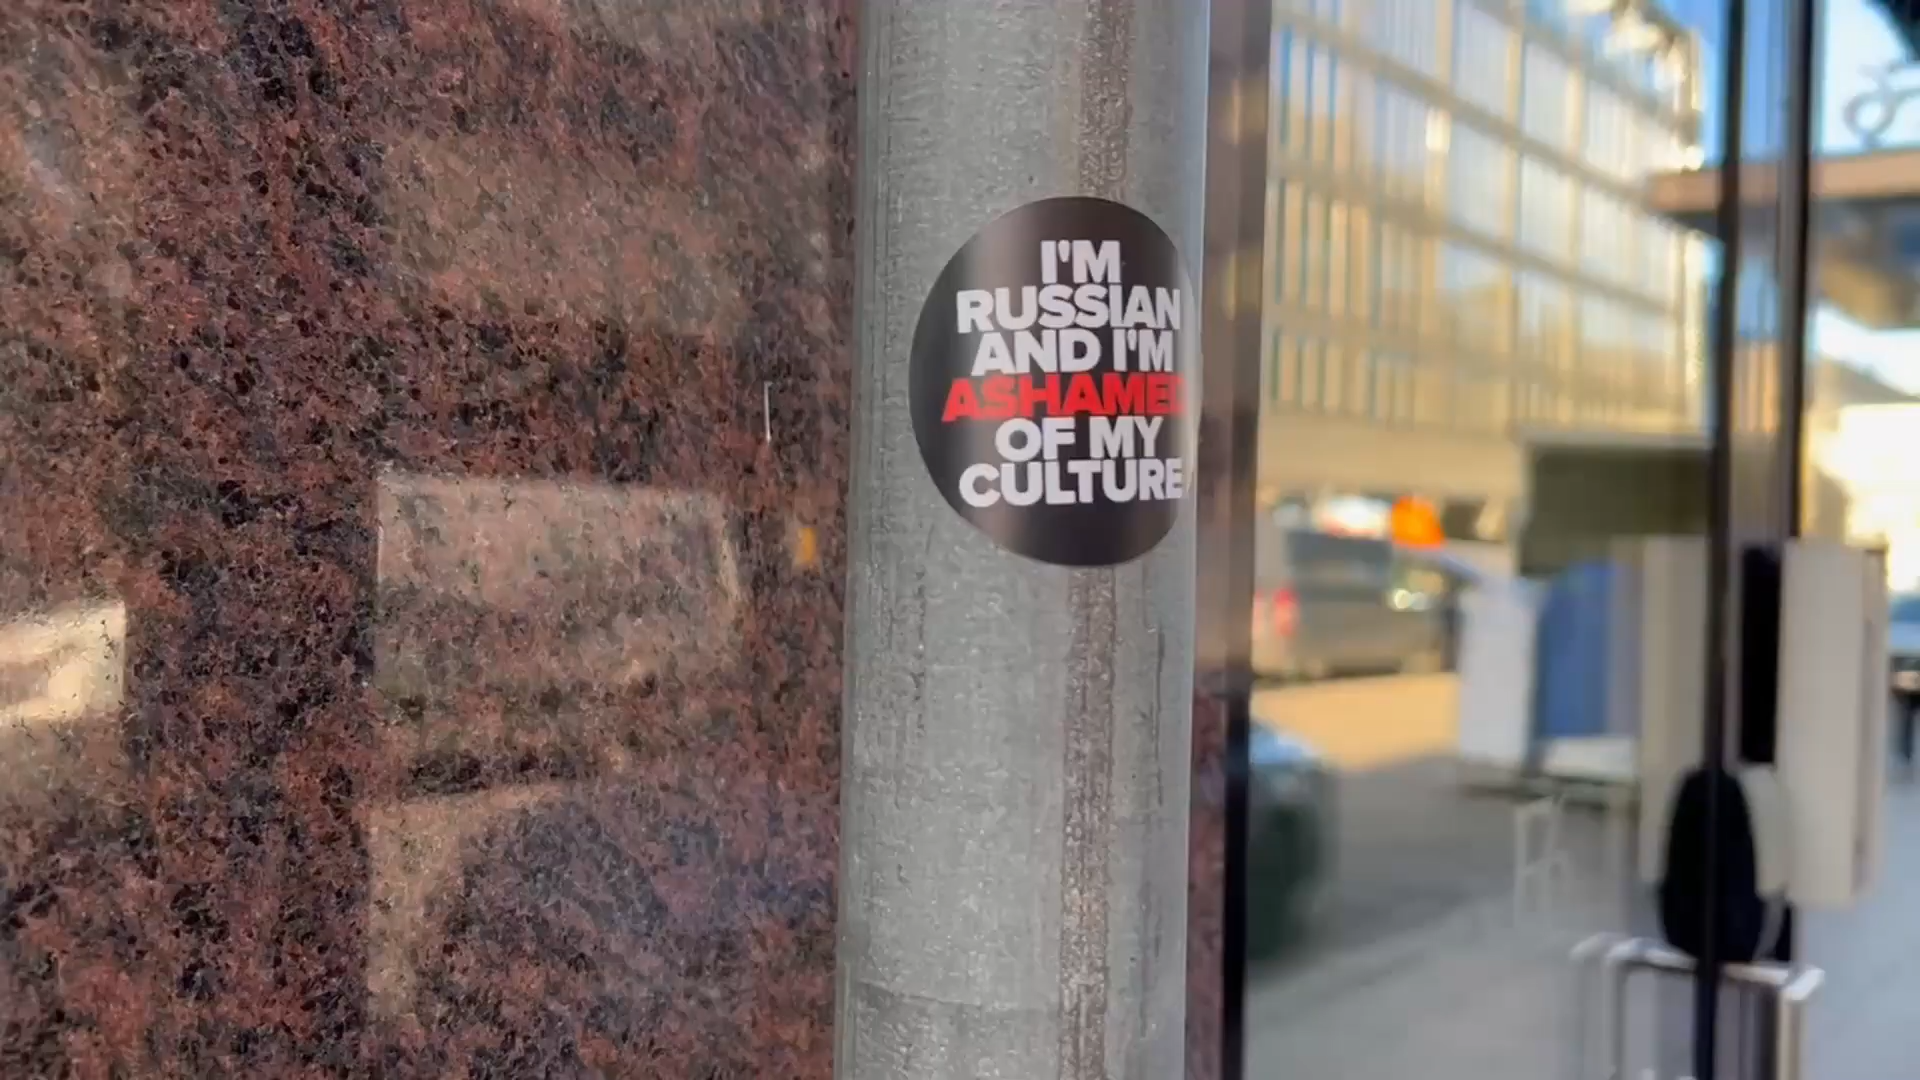 I'M
RUSSIAN
AND I'M
ASHAMED
OF MY
CULTURE